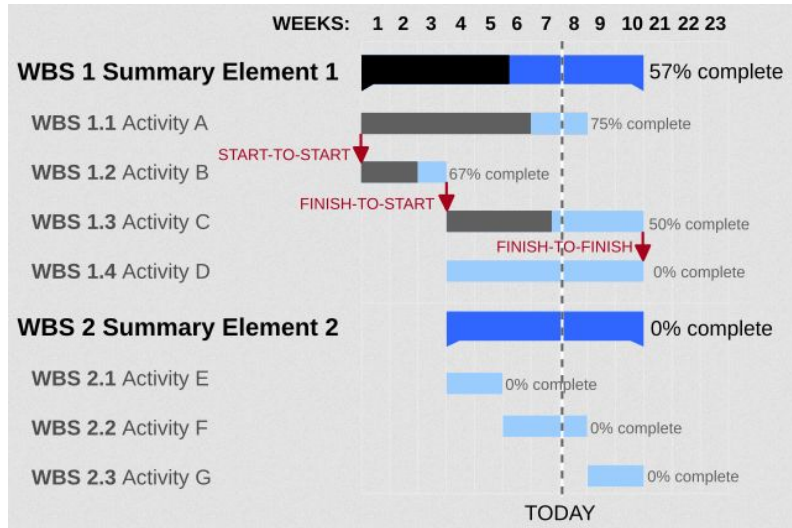 WEEKS: 1 2 3 4 5 6 7 8 9 10 21 22 23
WBS 1 Summary Element 1 57% complete
WBS 1.1 Activity A 75% complete
START-TO-START
WBS 1.2 Activity B 67% complete
FINISH-TO-START
WBS 1.3 Activity C 50% complete
FINISH-TO-FINISH
WBS 1.4 Activity D 0% complete
WBS 2 Summary Element 2 0% complete
WBS 2.1 Activity E 0% complete
WBS 2.2 Activity F 0% complete
WBS 2.3 Activity G 0% complete
TODAY